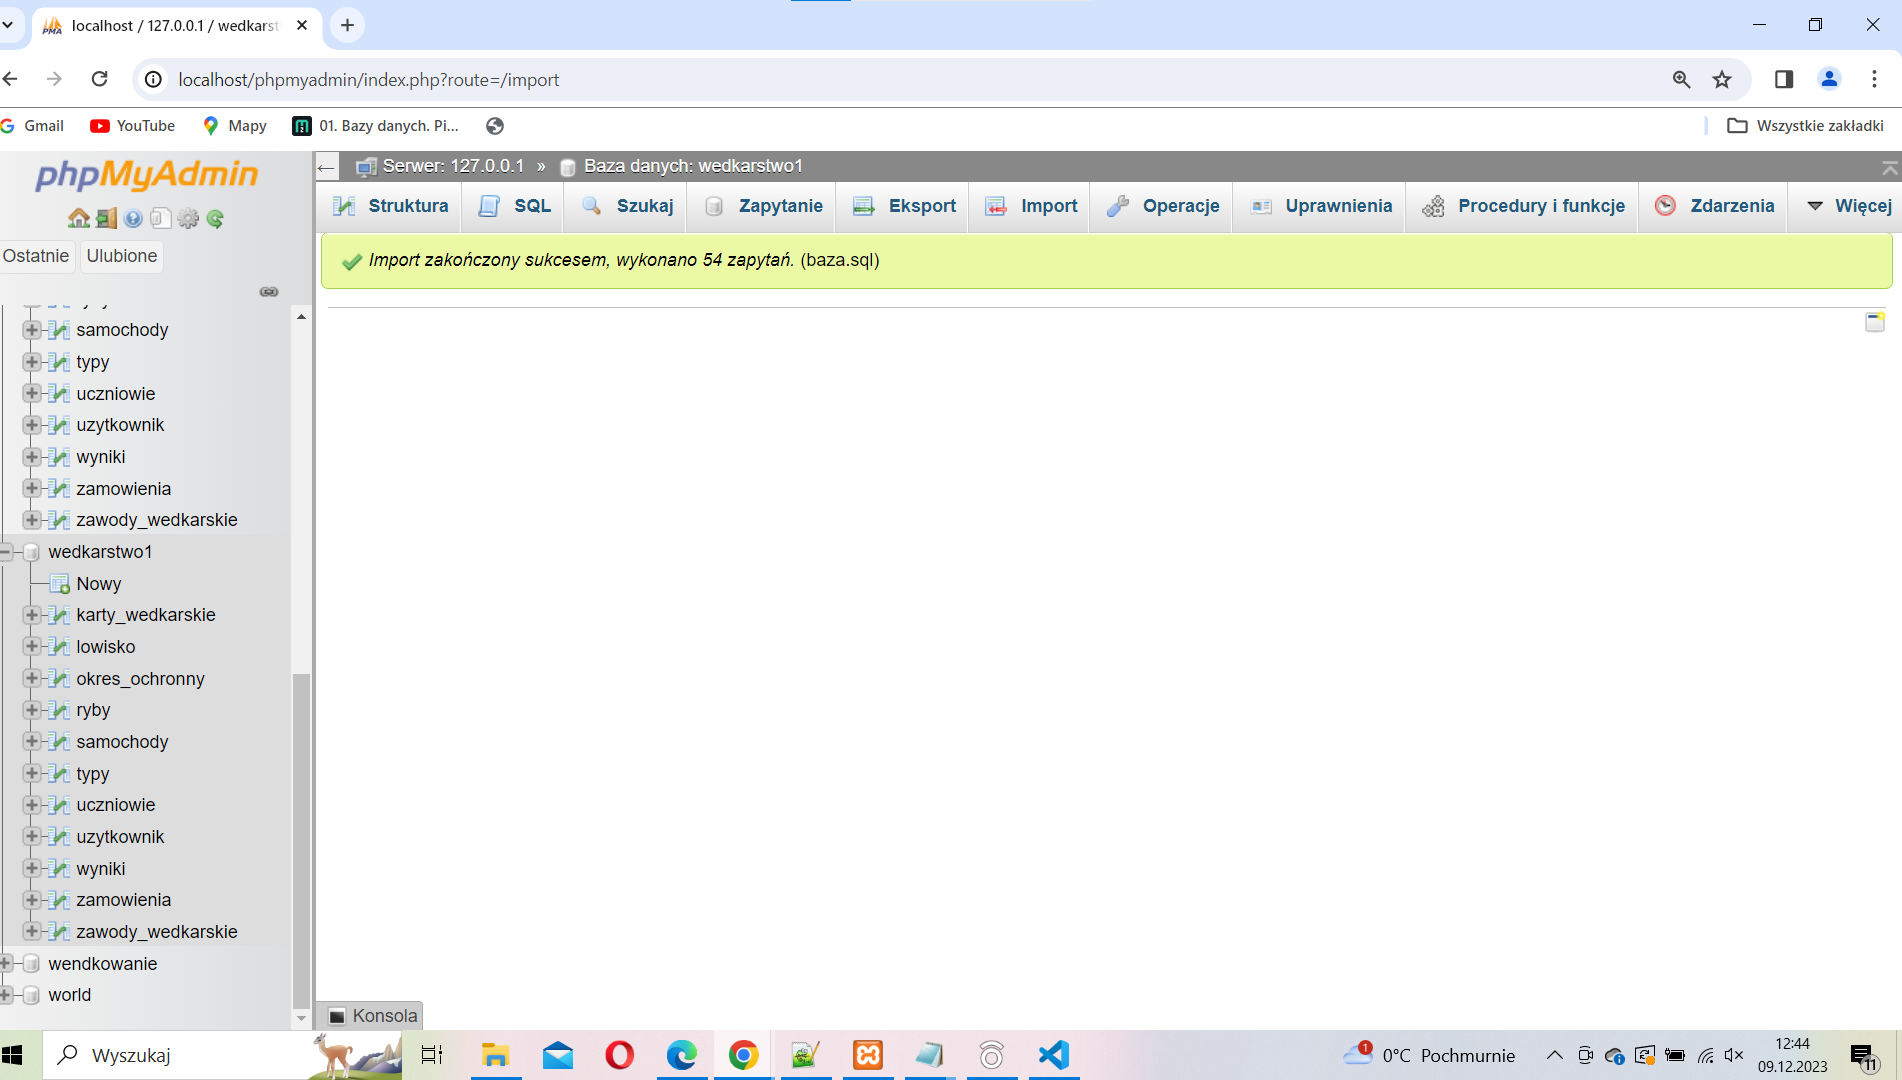 localhost / 127.0.0.1 / wedkarst
localhost/phpmyadmin/index.php?route=/import
Gmail
YouTube
Mapy
01. Bazy danych. Pi...
Wszystkie zakładki
phpMyAdmin
Serwer: 127.0.0.1 » Baza danych: wedkarstwo1
Struktura
SQL
Szukaj
Zapytanie
Eksport
Import
Operacje
Uprawnienia
Procedury i funkcje
Zdarzenia
Więcej
Ostatnie
Ulubione
Import zakończony sukcesem, wykonano 54 zapytań. (baza.sql)
samochody
typy
uczniowie
uzytkownik
wyniki
zamowienia
zawody_wedkarskie
wedkarstwo1
Nowy
karty_wedkarskie
lowisko
okres_ochronny
ryby
samochody
typy
uczniowie
uzytkownik
wyniki
zamowienia
zawody_wedkarskie
wendkowanie
world
Konsola
Wyszukaj
1
0°C Pochmurnie
12:44
09.12.2023
11